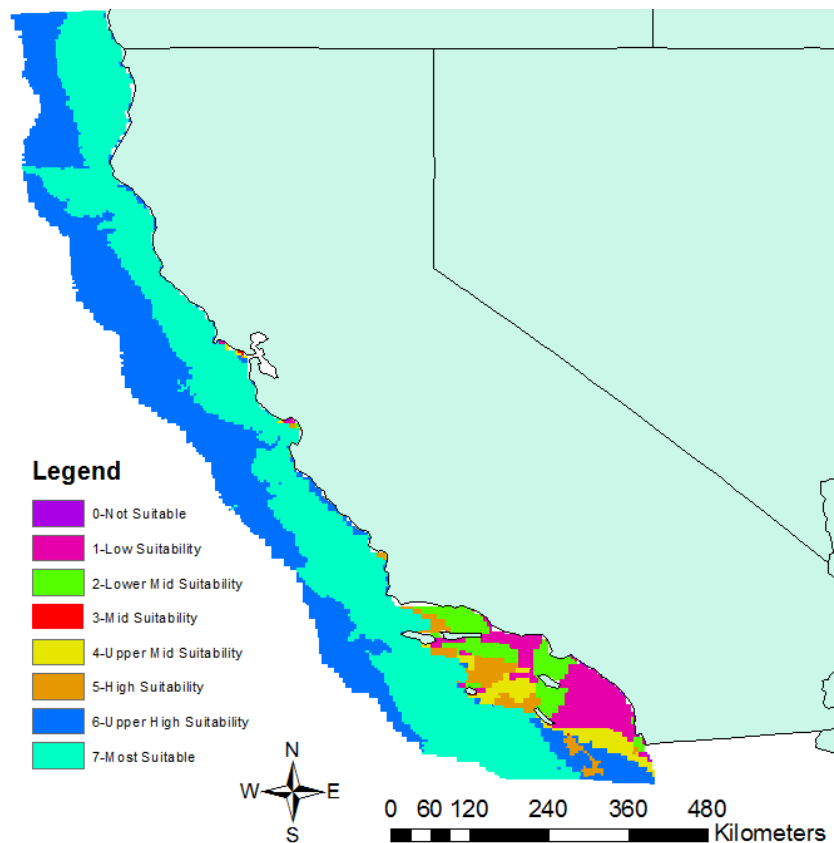 Legend
0-Not Suitable
1-Low Suitability
2-Lower Mid Suitability
3-Mid Suitability
4-Upper Mid Suitability
5-High Suitability
6-Upper High Suitability
7-Most Suitable
N
W E
S
0 60 120 240 360 480
Kilometers